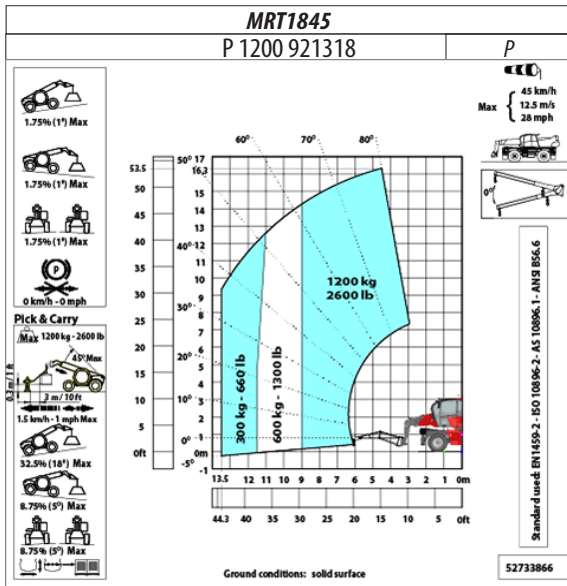 MRT1845
P 1200 921318
P
1.75% (1°) Max
1.75% (1°) Max
1.75% (1°) Max
P
0 km/h - 0 mph
Pick & Carry
Max 1200 kg - 2600 lb
45° Max
0.3 m / 1 ft
3 m / 10 ft
1.5 km/h - 1 mph Max
32.5% (18°) Max
8.75% (5°) Max
8.75% (5°) Max
60°
70°
80°
50°
40°
30°
20°
10°
0°
-5°
53.5
50
45
40
35
30
25
20
15
10
5
0ft
17
16.3
15
14
13
12
11
10
9
8
7
6
5
4
3
2
1
0m
-1
1200 kg
2600 lb
300 kg - 660 lb
600 kg - 1300 lb
13.5 12 11 10 9 8 7 6 5 4 3 2 1 0m
44.3 40 35 30 25 20 15 10 5 0ft
Ground conditions: solid surface
Max
45 km/h
12.5 m/s
28 mph
0°
Standard used: EN1459-2 - ISO 10896-2 - AS 10896.1 - ANSI B56.6
52733866